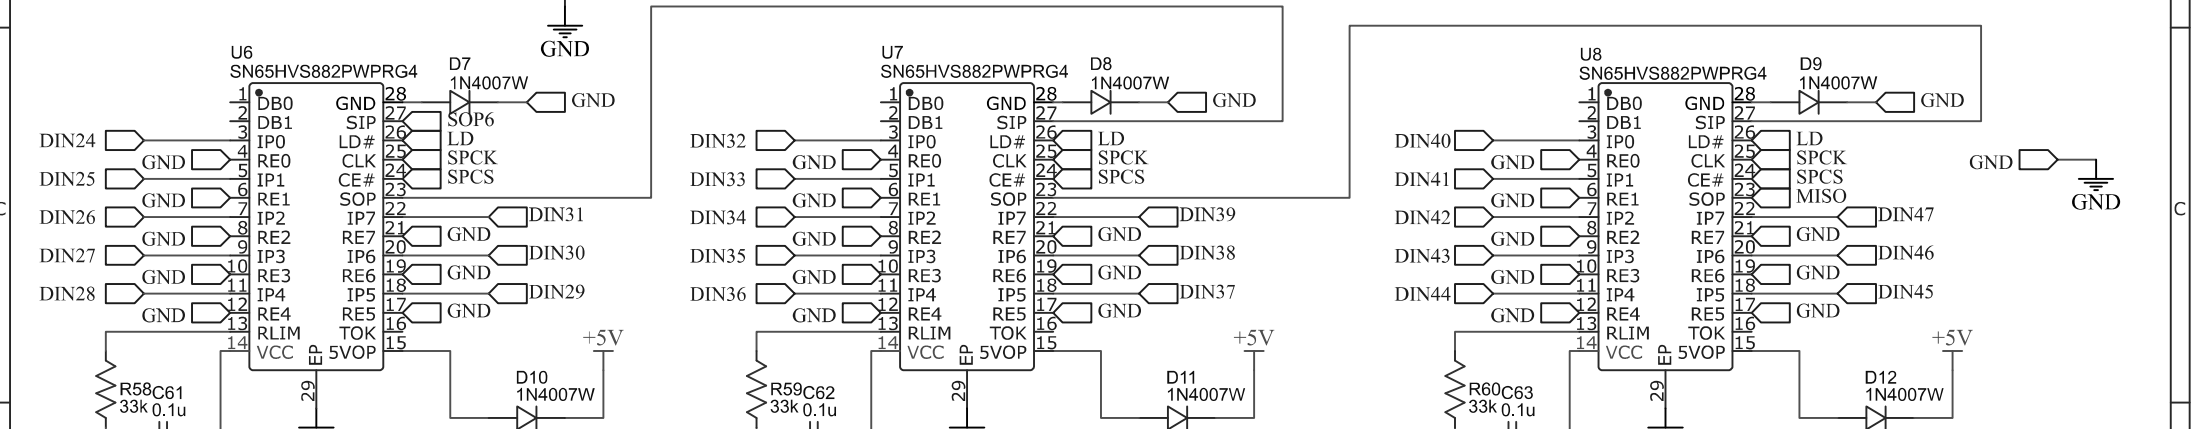 GND
U6
SN65HVS882PWPRG4
D7
1N4007W
GND
1 DB0 GND 28
2 DB1 SIP 27 SOP6
DIN24 3 IP0 LD# 26 LD
GND 4 RE0 CLK 25 SPCK
DIN25 5 IP1 CE# 24 SPCS
GND 6 RE1 SOP 23
DIN26 7 IP2 IP7 22 DIN31
GND 8 RE2 RE7 21 GND
DIN27 9 IP3 IP6 20 DIN30
GND 10 RE3 RE6 19 GND
DIN28 11 IP4 IP5 18 DIN29
GND 12 RE4 RE5 17 GND
13 RLIM TOK 16
14 VCC 5VOP 15
EP
29
+5V
D10
1N4007W
R58
33k
C61
0.1u
U7
SN65HVS882PWPRG4
D8
1N4007W
GND
1 DB0 GND 28
2 DB1 SIP 27
DIN32 3 IP0 LD# 26 LD
GND 4 RE0 CLK 25 SPCK
DIN33 5 IP1 CE# 24 SPCS
GND 6 RE1 SOP 23
DIN34 7 IP2 IP7 22 DIN39
GND 8 RE2 RE7 21 GND
DIN35 9 IP3 IP6 20 DIN38
GND 10 RE3 RE6 19 GND
DIN36 11 IP4 IP5 18 DIN37
GND 12 RE4 RE5 17 GND
13 RLIM TOK 16
14 VCC 5VOP 15
EP
29
+5V
D11
1N4007W
R59
33k
C62
0.1u
U8
SN65HVS882PWPRG4
D9
1N4007W
GND
1 DB0 GND 28
2 DB1 SIP 27
DIN40 3 IP0 LD# 26 LD
GND 4 RE0 CLK 25 SPCK
DIN41 5 IP1 CE# 24 SPCS
GND 6 RE1 SOP 23 MISO
DIN42 7 IP2 IP7 22 DIN47
GND 8 RE2 RE7 21 GND
DIN43 9 IP3 IP6 20 DIN46
GND 10 RE3 RE6 19 GND
DIN44 11 IP4 IP5 18 DIN45
GND 12 RE4 RE5 17 GND
13 RLIM TOK 16
14 VCC 5VOP 15
EP
29
+5V
D12
1N4007W
R60
33k
C63
0.1u
GND
GND
C